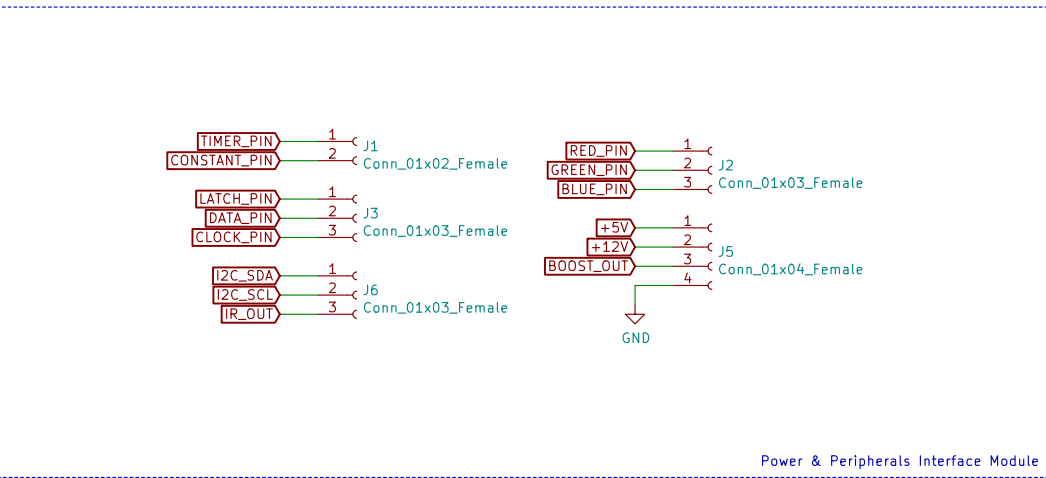 TIMER_PIN 1
CONSTANT_PIN 2
J1
Conn_01x02_Female
LATCH_PIN 1
DATA_PIN 2
CLOCK_PIN 3
J3
Conn_01x03_Female
I2C_SDA 1
I2C_SCL 2
IR_OUT 3
J6
Conn_01x03_Female
RED_PIN 1
GREEN_PIN 2
BLUE_PIN 3
J2
Conn_01x03_Female
+5V 1
+12V 2
BOOST_OUT 3
4
J5
Conn_01x04_Female
GND
Power & Peripherals Interface Module